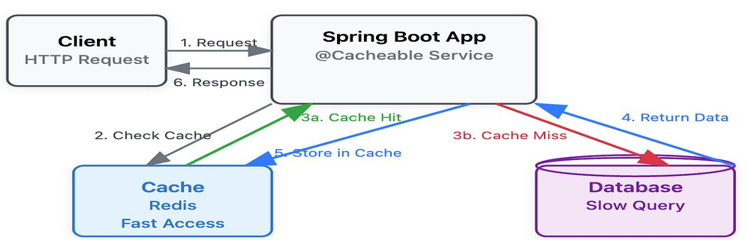 Client
HTTP Request
1. Request
6. Response
Spring Boot App
@Cacheable Service
2. Check Cache
3a. Cache Hit
3b. Cache Miss
4. Return Data
5. Store in Cache
Cache
Redis
Fast Access
Database
Slow Query